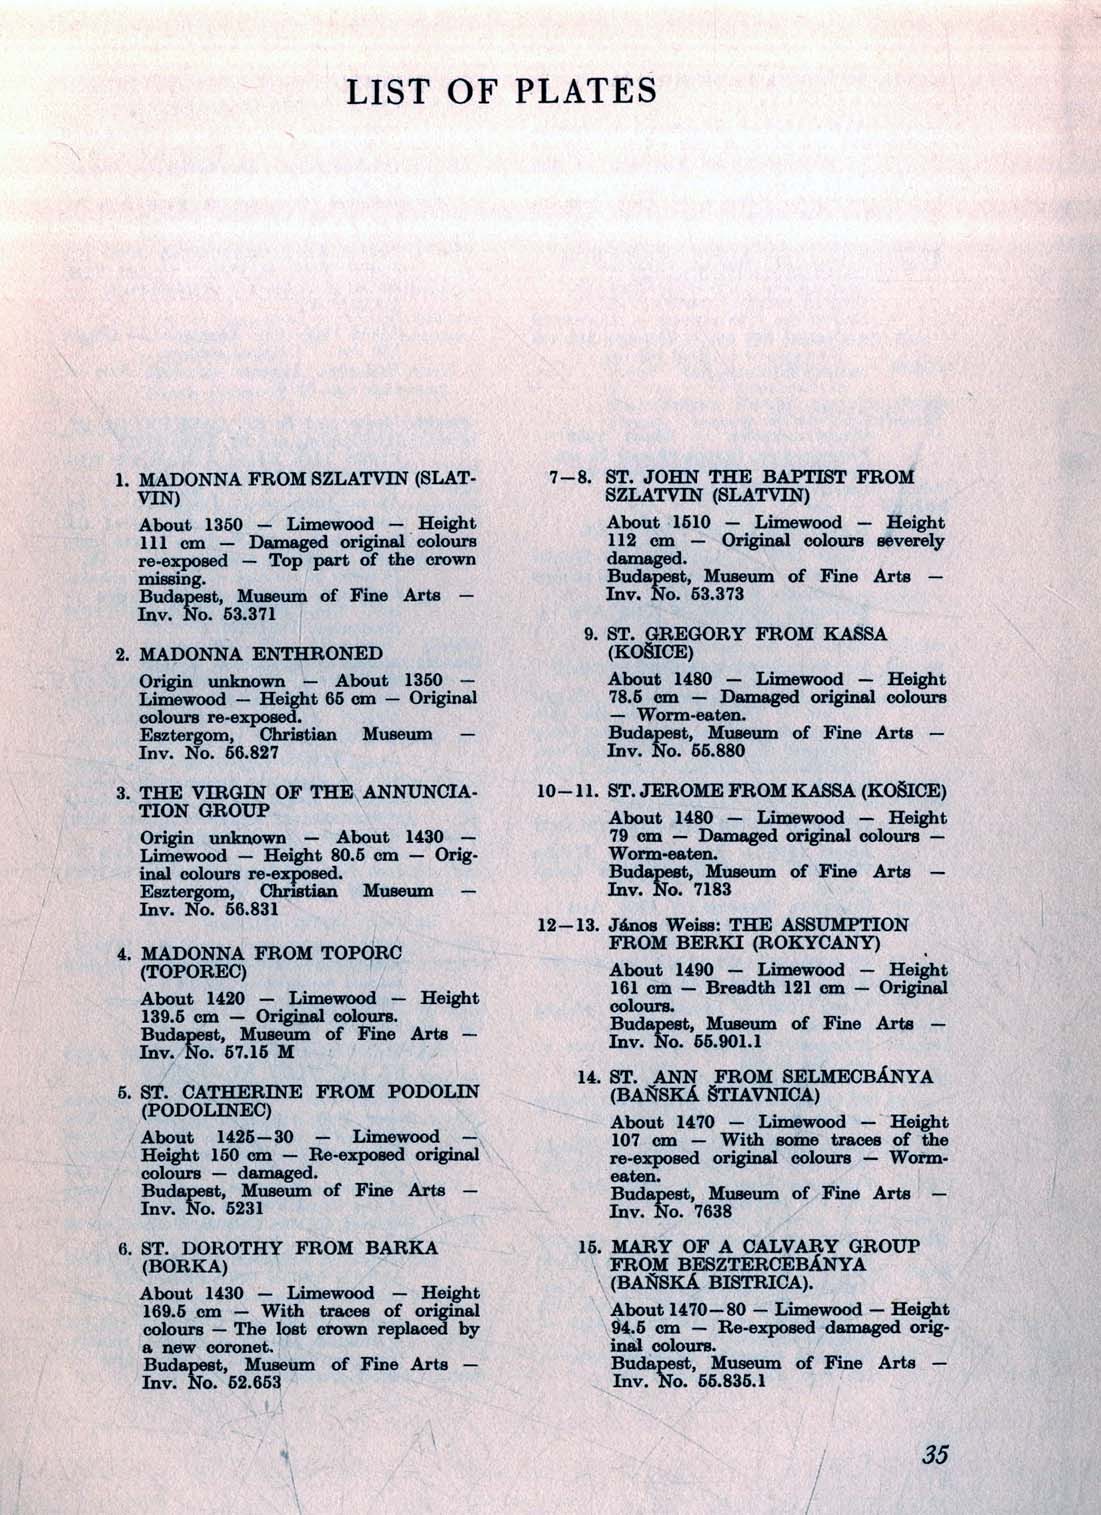 LIST OF PLATES
1. MADONNA FROM SZLATVIN (SLAT-
VIN)
About 1350 — Limewood — Height
111 cm — Damaged original colours
re-exposed — Top part of the crown
missing.
Budapest, Museum of Fine Arts —
Inv. No. 53.371
2. MADONNA ENTHRONED
Origin unknown — About 1350 —
Limewood — Height 65 cm — Original
colours re-exposed.
Esztergom, Christian Museum —
Inv. No. 56.827
3. THE VIRGIN OF THE ANNUNCIA-
TION GROUP
Origin unknown — About 1430 —
Limewood — Height 80.5 cm — Orig-
inal colours re-exposed.
Esztergom, Christian Museum —
Inv. No. 56.831
4. MADONNA FROM TOPORC
(TOPOREC)
About 1420 — Limewood — Height
139.5 cm — Original colours.
Budapest, Museum of Fine Arts —
Inv. No. 57.15 M
5. ST. CATHERINE FROM PODOLIN
(PODOLINEC)
About 1425—30 — Limewood —
Height 150 cm — Re-exposed original
colours — damaged.
Budapest, Museum of Fine Arts —
Inv. No. 5231
6. ST. DOROTHY FROM BARKA
(BORKA)
About 1430 — Limewood — Height
169.5 cm — With traces of original
colours — The lost crown replaced by
a new coronet.
Budapest, Museum of Fine Arts —
Inv. No. 52.653
7—8. ST. JOHN THE BAPTIST FROM
SZLATVIN (SLATVIN)
About 1510 — Limewood — Height
112 cm — Original colours severely
damaged.
Budapest, Museum of Fine Arts —
Inv. No. 53.373
9. ST. GREGORY FROM KASSA
(KOŠICE)
About 1480 — Limewood — Height
78.5 cm — Damaged original colours
— Worm-eaten.
Budapest, Museum of Fine Arts —
Inv. No. 55.880
10—11. ST. JEROME FROM KASSA (KOŠICE)
About 1480 — Limewood — Height
79 cm — Damaged original colours —
Worm-eaten.
Budapest, Museum of Fine Arts —
Inv. No. 7183
12—13. János Weiss: THE ASSUMPTION
FROM BERKI (ROKYCANY)
About 1490 — Limewood — Height
161 cm — Breadth 121 cm — Original
colours.
Budapest, Museum of Fine Arts —
Inv. No. 55.901.1
14. ST. ANN FROM SELMECBÁNYA
(BAŇSKÁ ŠTIAVNICA)
About 1470 — Limewood — Height
107 cm — With some traces of the
re-exposed original colours — Worm-
eaten.
Budapest, Museum of Fine Arts —
Inv. No. 7638
15. MARY OF A CALVARY GROUP
FROM BESZTERCEBÁNYA
(BAŇSKÁ BISTRICA).
About 1470—80 — Limewood — Height
94.5 cm — Re-exposed damaged orig-
inal colours.
Budapest, Museum of Fine Arts —
Inv. No. 55.835.1
35